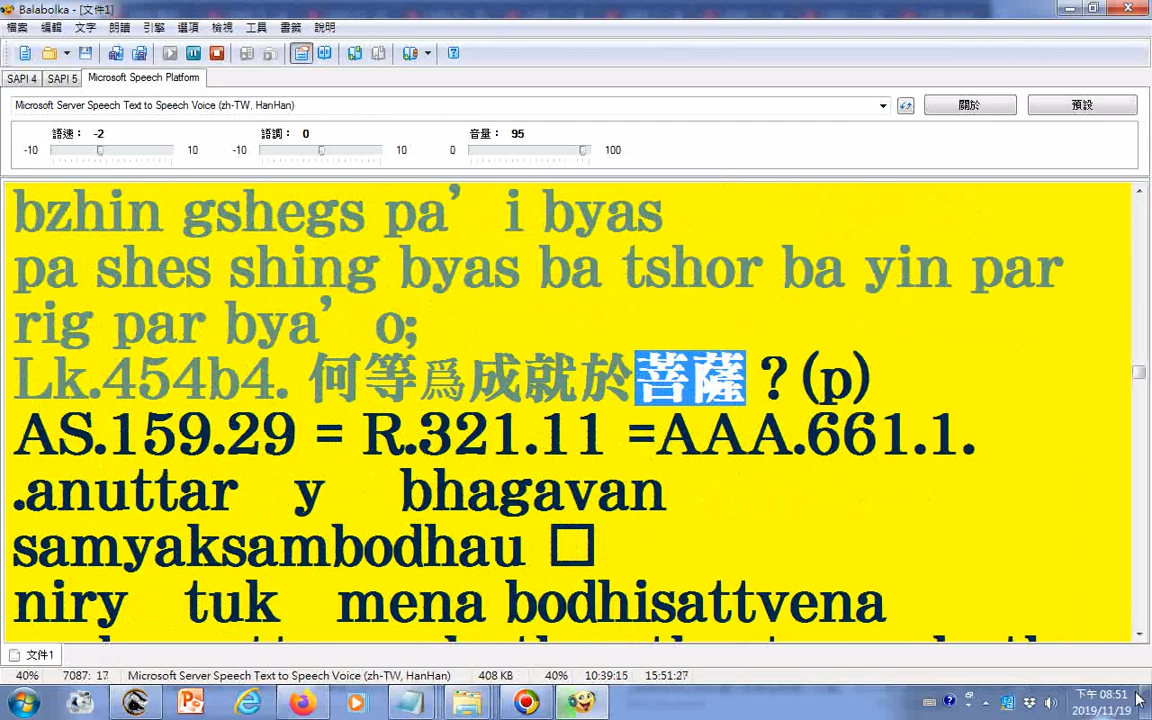 Balabolka - [文件1]
檔案 編輯 文字 朗讀 引擎 選項 檢視 工具 書籤 說明
SAPI 4 SAPI 5 Microsoft Speech Platform
Microsoft Server Speech Text to Speech Voice (zh-TW, HanHan)
關於 預設
語速： -2 語調： 0 音量： 95
-10 10 -10 10 0 100
bzhin gshegs pa’i byas
pa shes shing byas ba tshor ba yin par
rig par bya’o;
Lk.454b4. 何等爲成就於菩薩？(p)
AS.159.29 = R.321.11 =AAA.661.1.
.anuttar y bhagavan
samyaksambodhau □
niry tuk mena bodhisattvena
文件1
40% 7087: 17 Microsoft Server Speech Text to Speech Voice (zh-TW, HanHan) 408 KB 40% 10:39:15 15:51:27
下午 08:51
2019/11/19